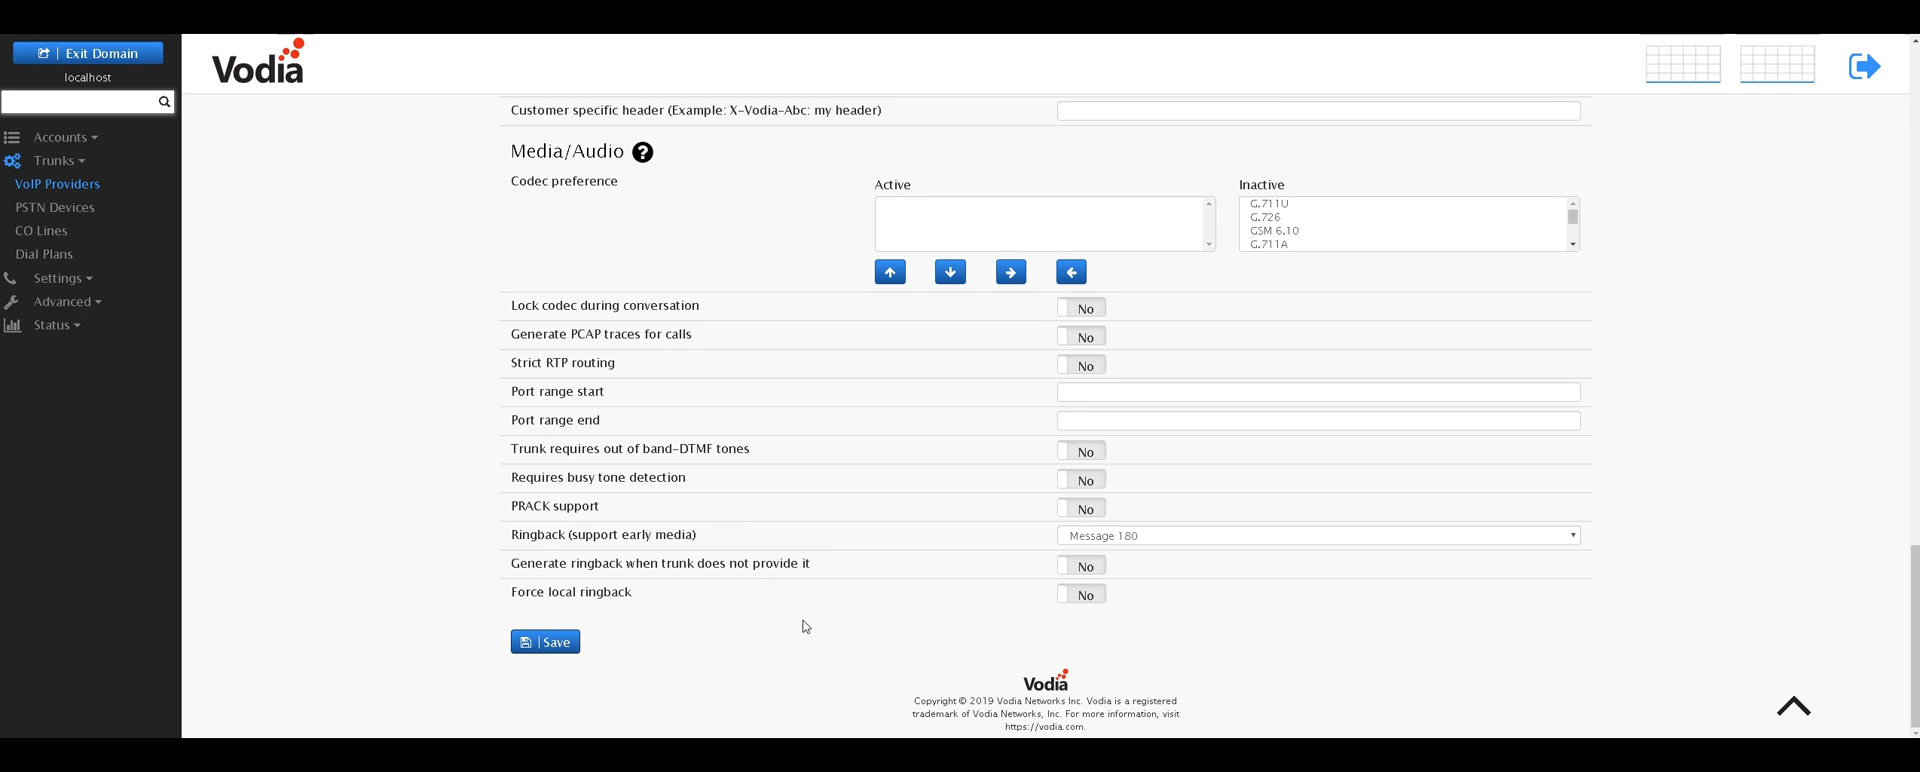 Exit Domain
localhost
Accounts
Trunks
VoIP Providers
PSTN Devices
CO Lines
Dial Plans
Settings
Advanced
Status
Vodia
Customer specific header (Example: X-Vodia-Abc: my header)
Media/Audio ?
Codec preference
Active
Inactive
G.711U
G.726
GSM 6.10
G.711A
Lock codec during conversation No
Generate PCAP traces for calls No
Strict RTP routing No
Port range start
Port range end
Trunk requires out of band-DTMF tones No
Requires busy tone detection No
PRACK support No
Ringback (support early media) Message 180
Generate ringback when trunk does not provide it No
Force local ringback No
| Save
Vodia
Copyright © 2019 Vodia Networks Inc. Vodia is a registered
trademark of Vodia Networks, Inc. For more information, visit
https://vodia.com.